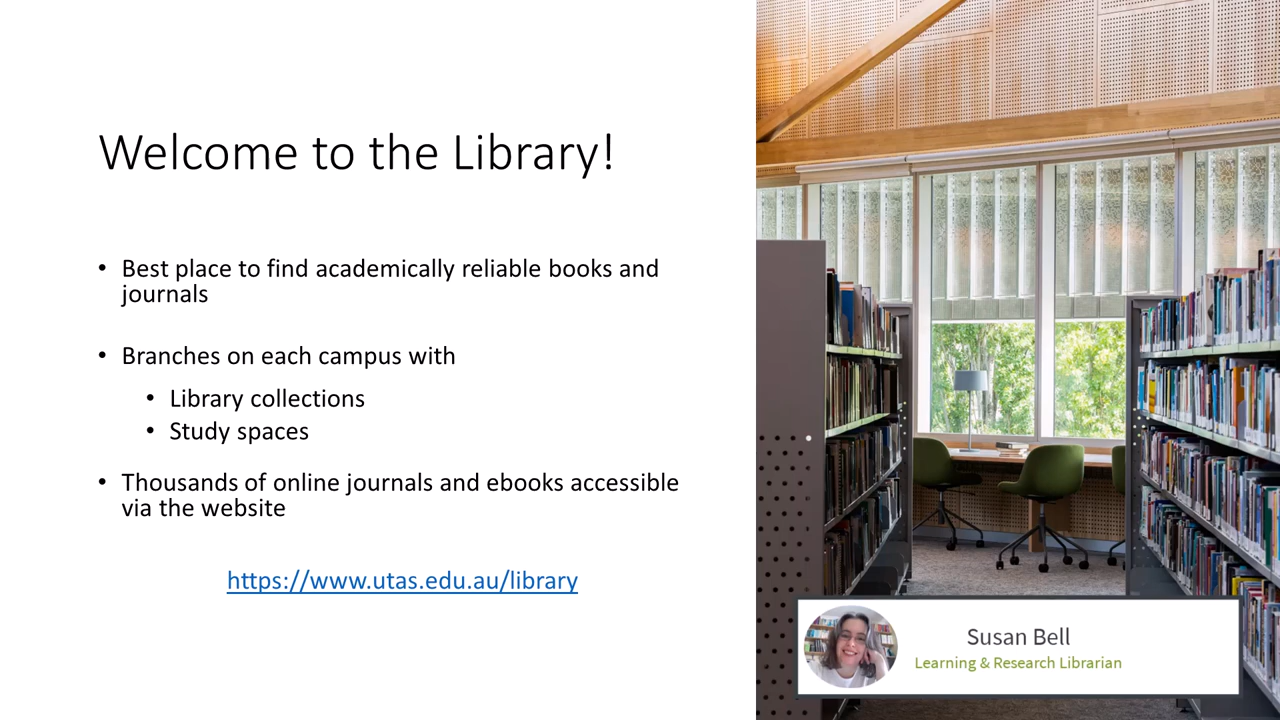 Welcome to the Library!
• Best place to find academically reliable books and
journals
• Branches on each campus with
• Library collections
• Study spaces
• Thousands of online journals and ebooks accessible
via the website
https://www.utas.edu.au/library
Susan Bell
Learning & Research Librarian